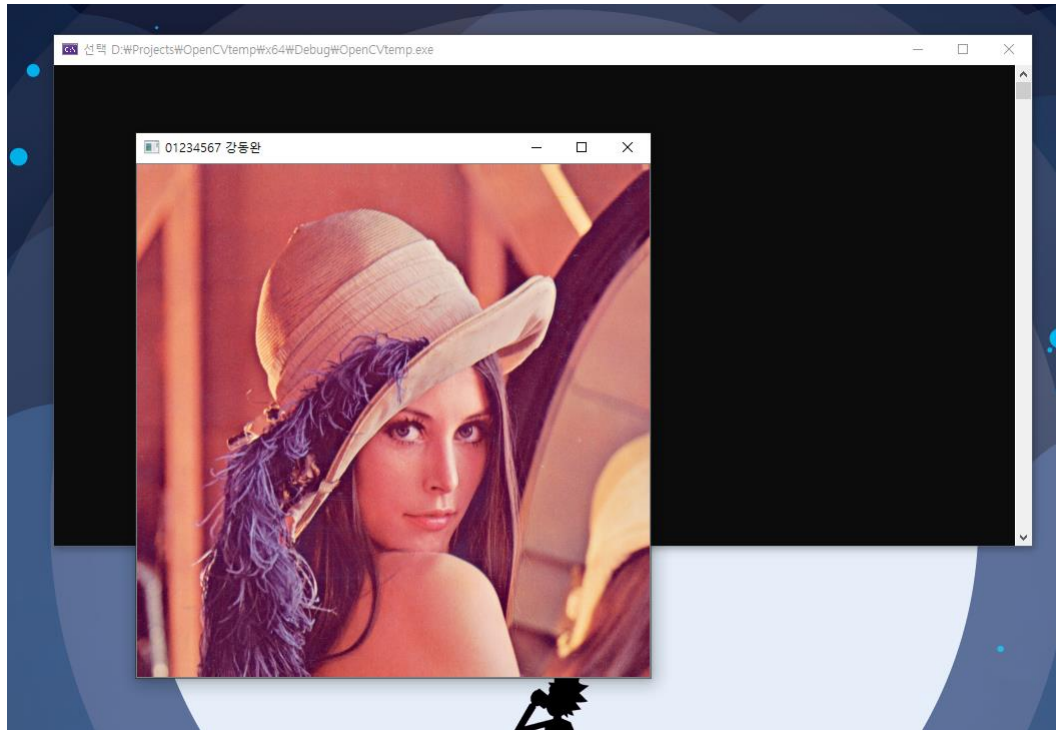 선택 D:₩Projects₩OpenCVtemp₩x64₩Debug₩OpenCVtemp.exe
01234567 강동완